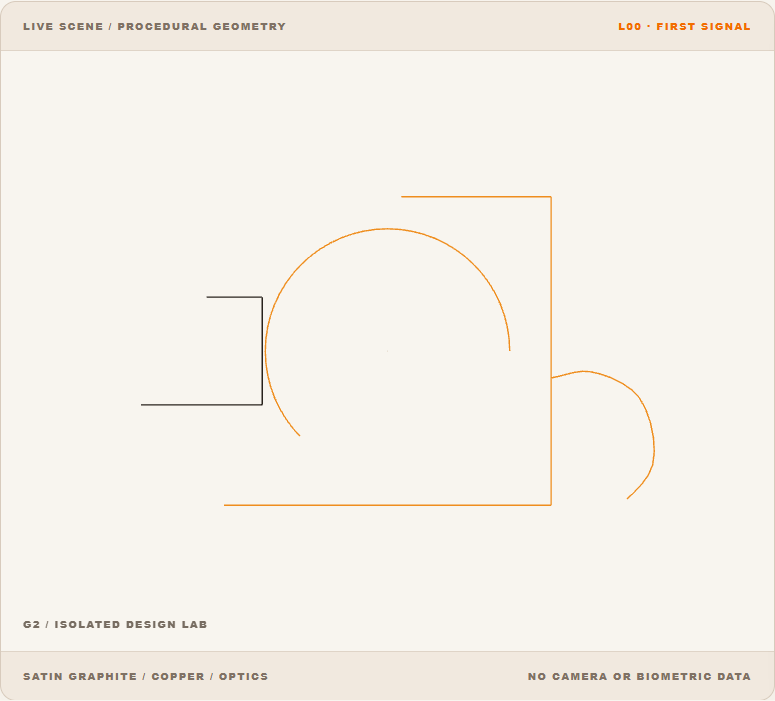 LIVE SCENE / PROCEDURAL GEOMETRY
L00 · FIRST SIGNAL
G2 / ISOLATED DESIGN LAB
SATIN GRAPHITE / COPPER / OPTICS
NO CAMERA OR BIOMETRIC DATA